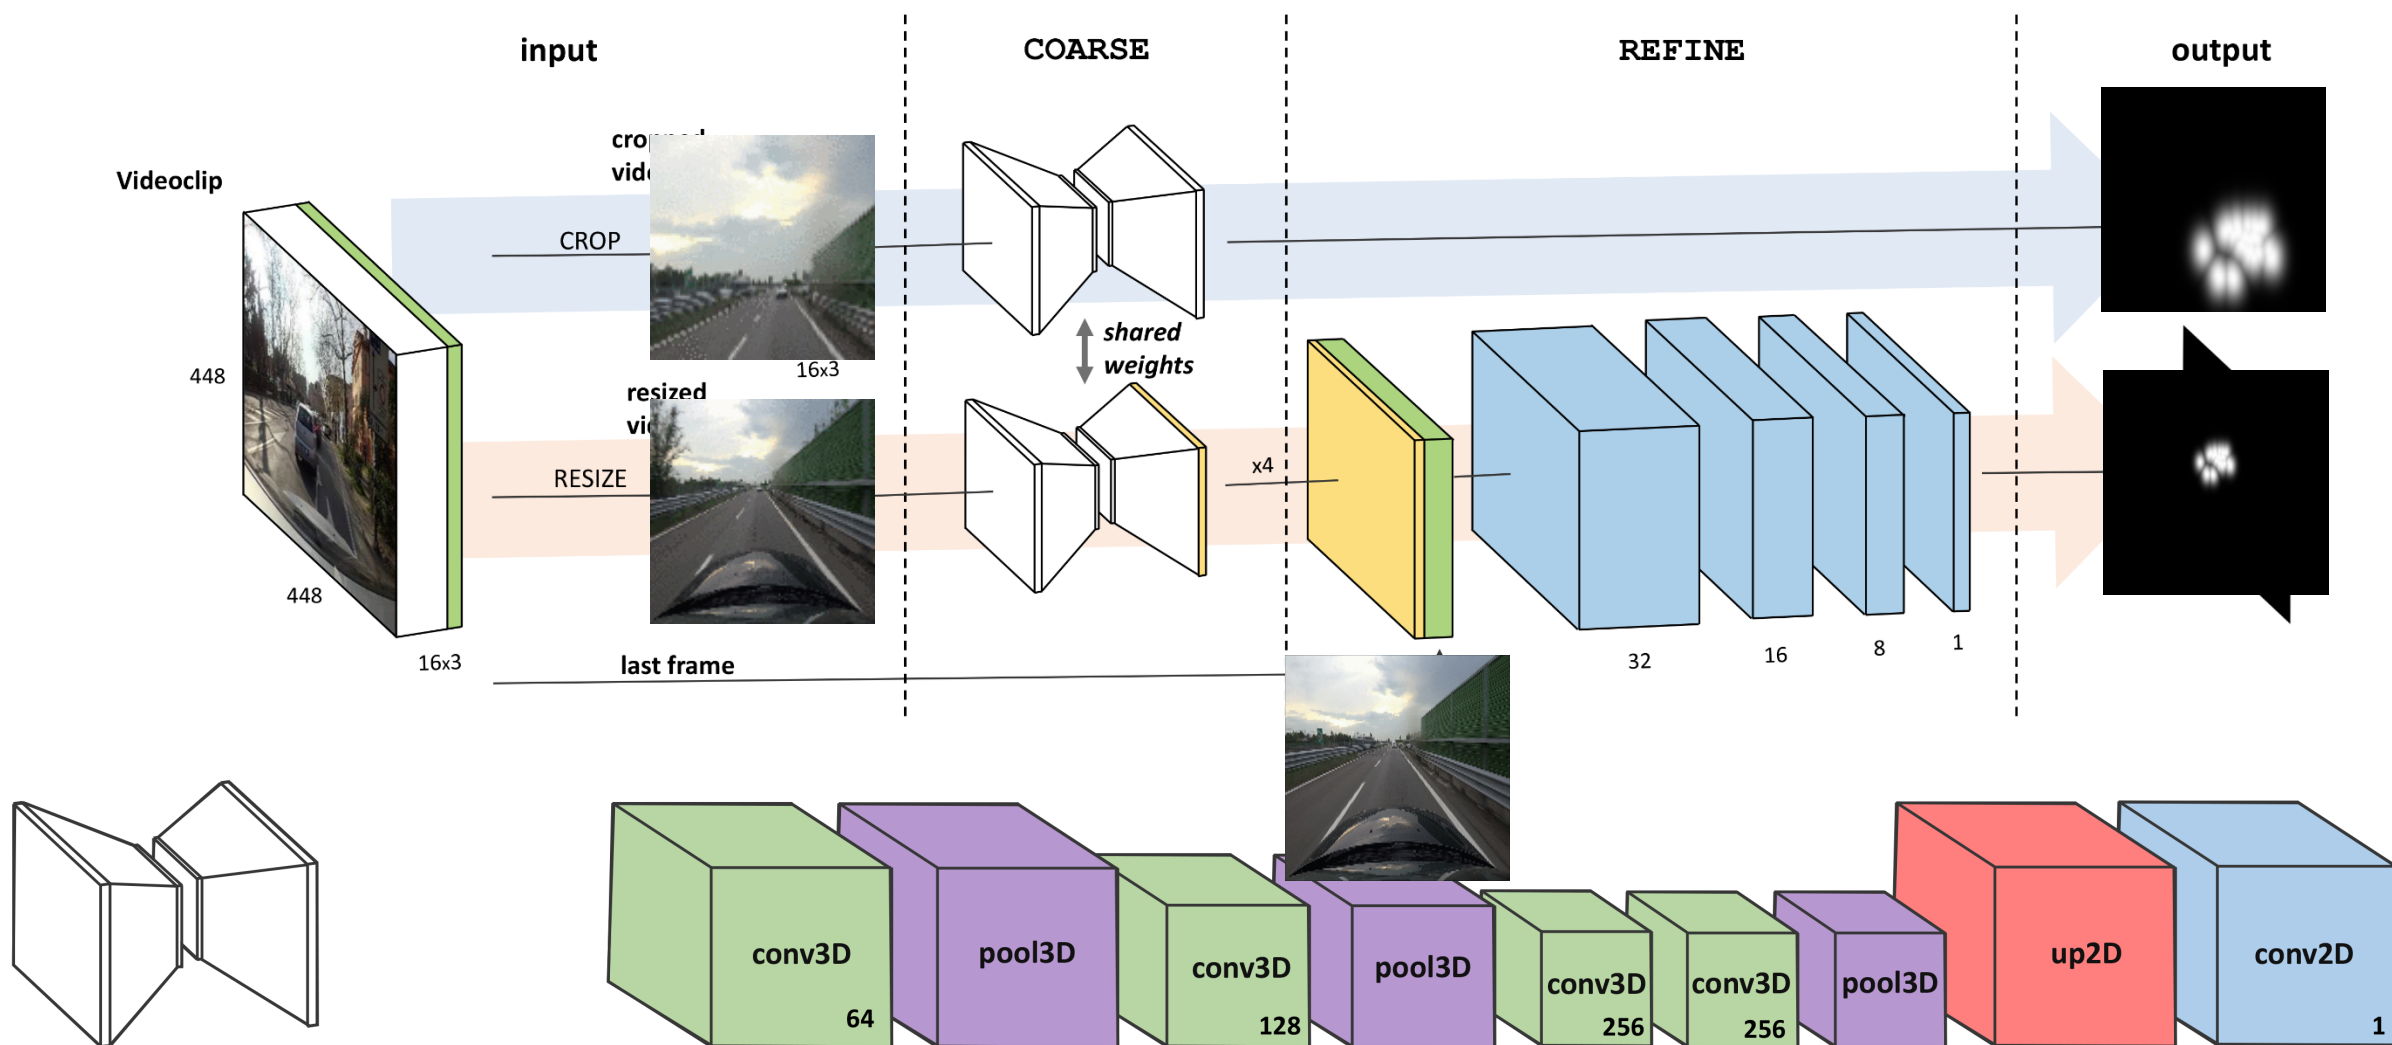 input
COARSE
REFINE
output
Videoclip
CROP
448
448
16x3
16x3
shared
weights
resized
RESIZE
x4
last frame
32
16
8
1
conv3D
64
pool3D
conv3D
128
pool3D
conv3D
256
conv3D
256
pool3D
up2D
conv2D
1